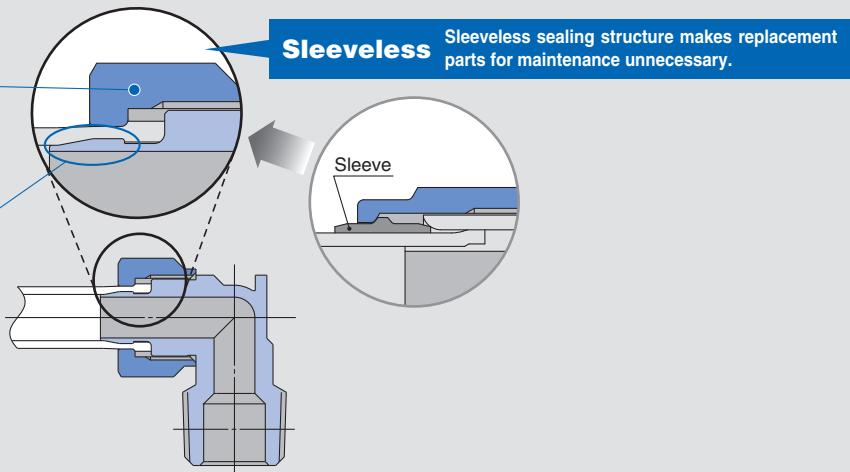 Sleeveless
Sleeveless sealing structure makes replacement
parts for maintenance unnecessary.
Sleeve